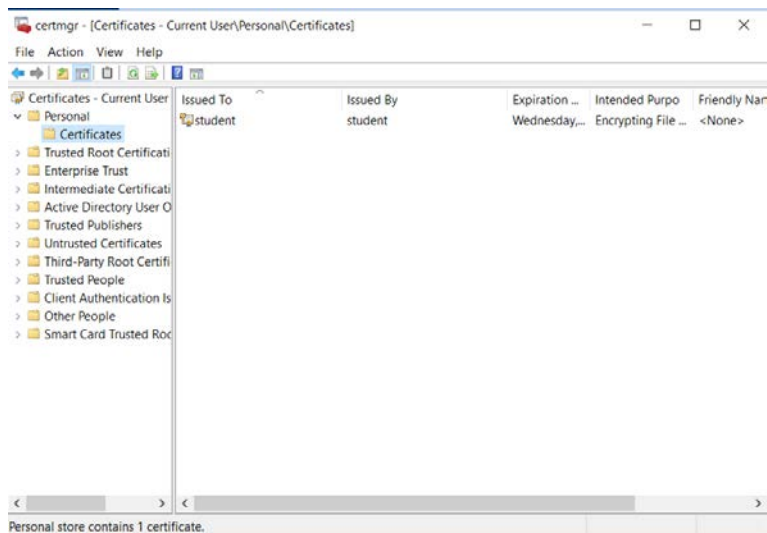 certmgr - [Certificates - Current User\Personal\Certificates]
File Action View Help
Certificates - Current User
Personal
Certificates
Trusted Root Certificati
Enterprise Trust
Intermediate Certificati
Active Directory User O
Trusted Publishers
Untrusted Certificates
Third-Party Root Certifi
Trusted People
Client Authentication Is
Other People
Smart Card Trusted Roo
Issued To Issued By Expiration ... Intended Purpo Friendly Nam
student student Wednesday,... Encrypting File ... <None>
Personal store contains 1 certificate.